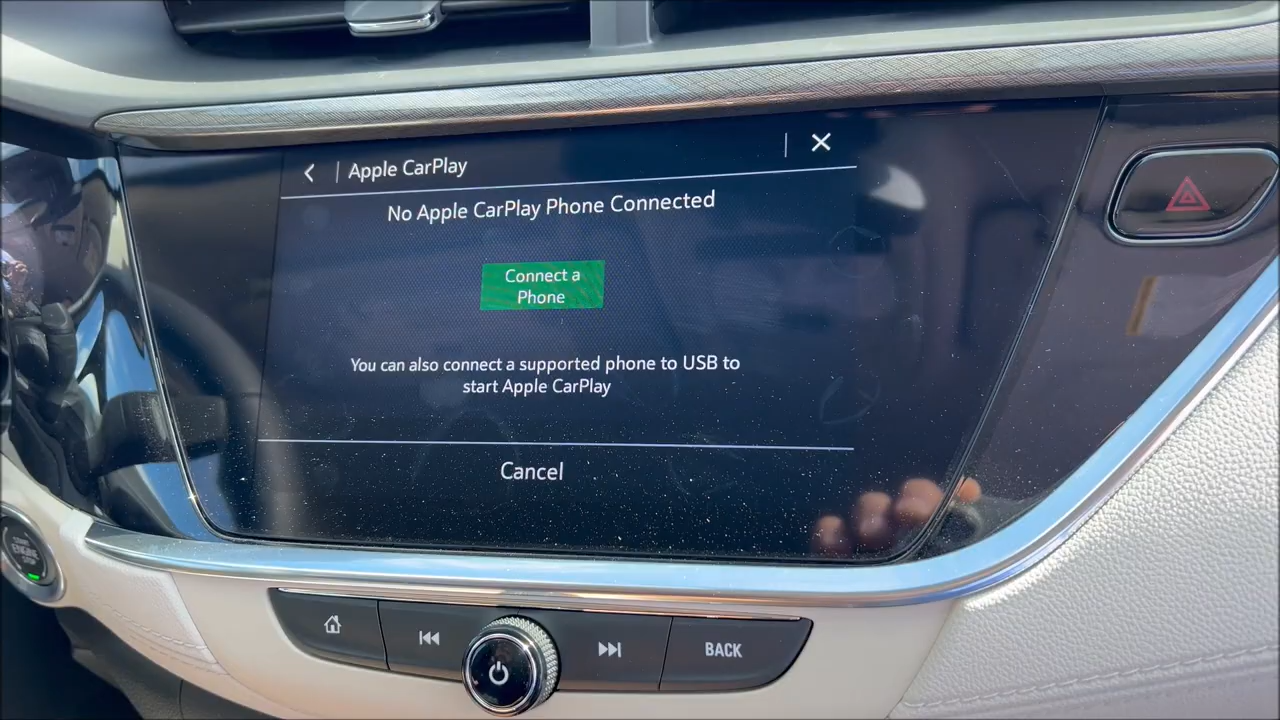 Apple CarPlay
No Apple CarPlay Phone Connected
Connect a
Phone
You can also connect a supported phone to USB to
start Apple CarPlay
Cancel
ENGINE
BACK